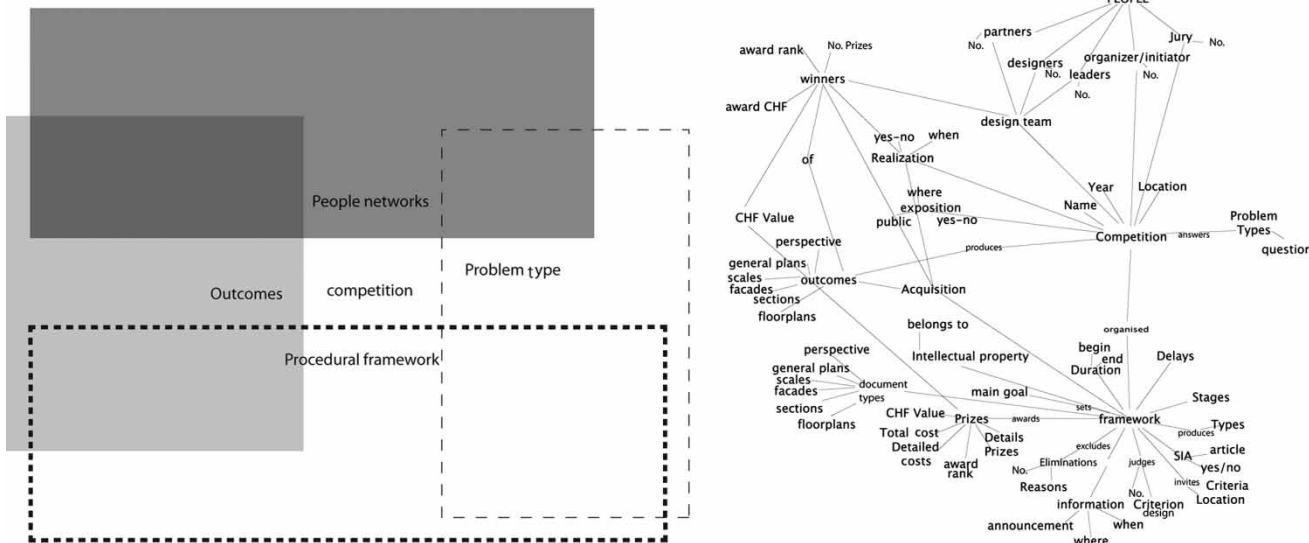 People networks
Problem type
Outcomes
competition
Procedural framework
PEOPLE
partners
No.
Jury
No.
award rank
No. Prizes
designers
No.
organizer/initiator
No.
leaders
No.
winners
award CHF
design team
yes-no
when
Realization
of
where
exposition
public
yes-no
Year
Location
Name
CHF Value
Competition
answers
Problem
Types
question
perspective
produces
general plans
scales
outcomes
facades
sections
floorplans
Acquisition
belongs to
organised
begin
end
Duration
Delays
perspective
Intellectual property
general plans
scales
facades
document
types
sections
floorplans
main goal
sets
Stages
CHF Value
Prizes
awards
framework
produces
Types
Total cost
Detailed
costs
Details
Prizes
award
rank
excludes
Eliminations
No.
Reasons
judges
SIA
article
yes/no
invites
Criteria
Location
No.
Criterion
design
information
announcement
when
where